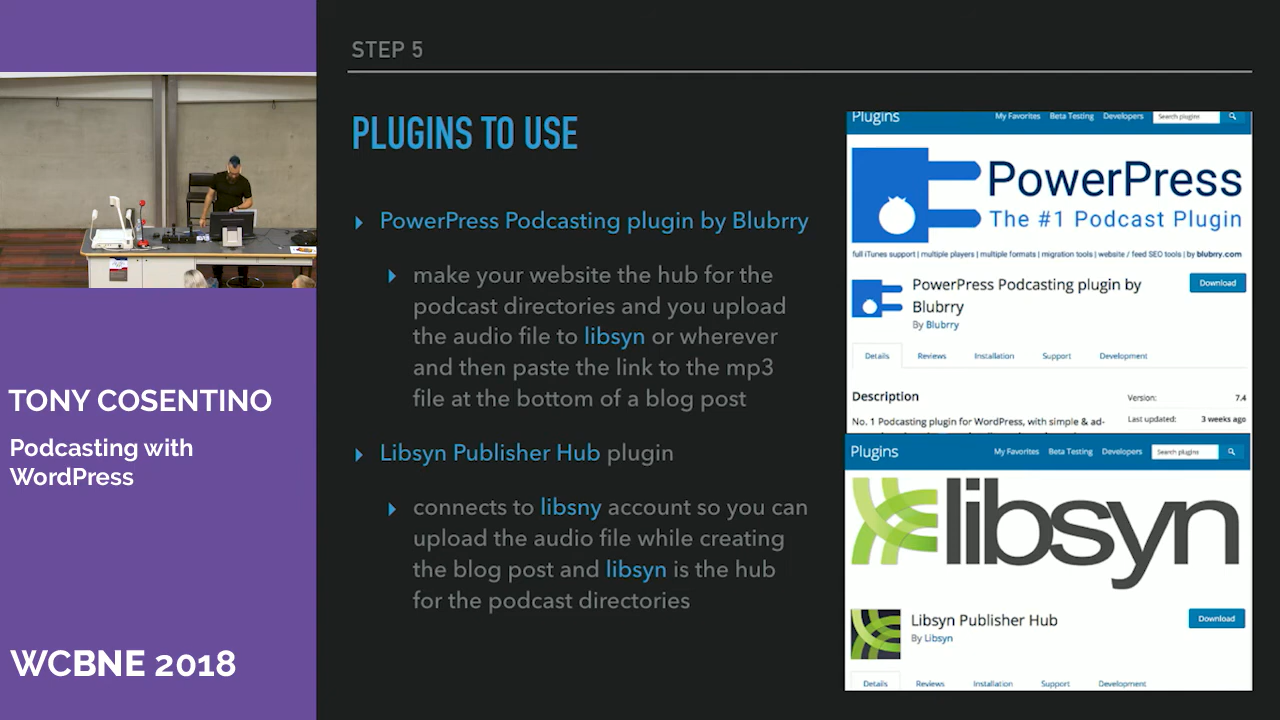 STEP 5
PLUGINS TO USE
PowerPress Podcasting plugin by Blubrry
make your website the hub for the
podcast directories and you upload
the audio file to libsyn or wherever
and then paste the link to the mp3
file at the bottom of a blog post
Libsyn Publisher Hub plugin
connects to libsny account so you can
upload the audio file while creating
the blog post and libsyn is the hub
for the podcast directories
Plugins My Favorites Beta Testing Developers Search plugins
PowerPress
The #1 Podcast Plugin
full iTunes support | multiple players | multiple formats | migration tools | website / feed SEO tools | by blubrry.com
PowerPress Podcasting plugin by
Blubrry
Download
By Blubrry
Details Reviews Installation Support Development
Description
Version: 7.4
No. 1 Podcasting plugin for WordPress, with simple & ad-
Last updated: 3 weeks ago
Plugins My Favorites Beta Testing Developers Search plugins
libsyn
Libsyn Publisher Hub
Download
By Libsyn
Details Reviews Installation Support Development
TONY COSENTINO
Podcasting with
WordPress
WCBNE 2018